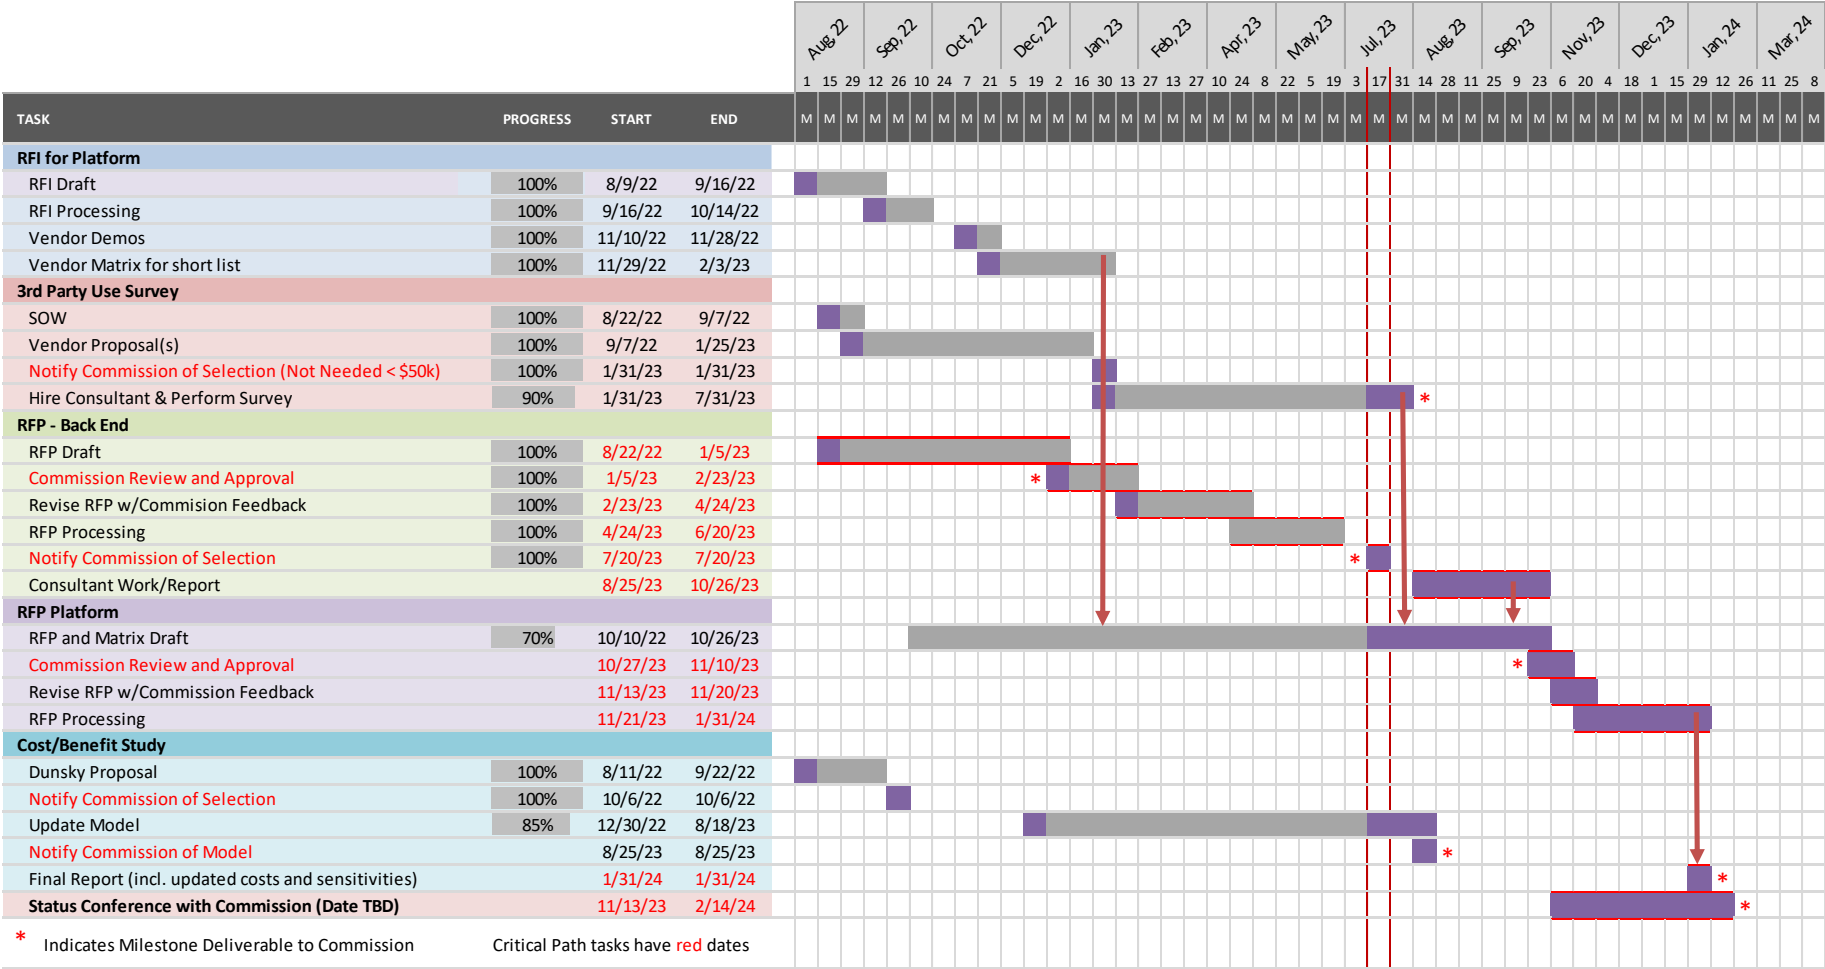 Aug, 22 Sep, 22 Oct, 22 Dec, 22 Jan, 23 Feb, 23 Apr, 23 May, 23 Jul, 23 Aug, 23 Sep, 23 Nov, 23 Dec, 23 Jan, 24 Mar, 24
1 15 29 12 26 10 24 7 21 5 19 2 16 30 13 27 13 27 10 24 8 22 5 19 3 17 31 14 28 11 25 9 23 6 20 4 18 1 15 29 12 26 11 25 8
TASK PROGRESS START END M M M M M M M M M M M M M M M M M M M M M M M M M M M M M M M M M M M M M M M M M M M M M
RFI for Platform
RFI Draft 100% 8/9/22 9/16/22
RFI Processing 100% 9/16/22 10/14/22
Vendor Demos 100% 11/10/22 11/28/22
Vendor Matrix for short list 100% 11/29/22 2/3/23
3rd Party Use Survey
SOW 100% 8/22/22 9/7/22
Vendor Proposal(s) 100% 9/7/22 1/25/23
Notify Commission of Selection (Not Needed < $50k) 100% 1/31/23 1/31/23
Hire Consultant & Perform Survey 90% 1/31/23 7/31/23 *
RFP - Back End
RFP Draft 100% 8/22/22 1/5/23
Commission Review and Approval 100% 1/5/23 2/23/23 *
Revise RFP w/Commision Feedback 100% 2/23/23 4/24/23
RFP Processing 100% 4/24/23 6/20/23
Notify Commission of Selection 100% 7/20/23 7/20/23 *
Consultant Work/Report 8/25/23 10/26/23
RFP Platform
RFP and Matrix Draft 70% 10/10/22 10/26/23
Commission Review and Approval 10/27/23 11/10/23 *
Revise RFP w/Commission Feedback 11/13/23 11/20/23
RFP Processing 11/21/23 1/31/24
Cost/Benefit Study
Dunsky Proposal 100% 8/11/22 9/22/22
Notify Commission of Selection 100% 10/6/22 10/6/22
Update Model 85% 12/30/22 8/18/23
Notify Commission of Model 8/25/23 8/25/23 *
Final Report (incl. updated costs and sensitivities) 1/31/24 1/31/24 *
Status Conference with Commission (Date TBD) 11/13/23 2/14/24 *
* Indicates Milestone Deliverable to Commission Critical Path tasks have red dates